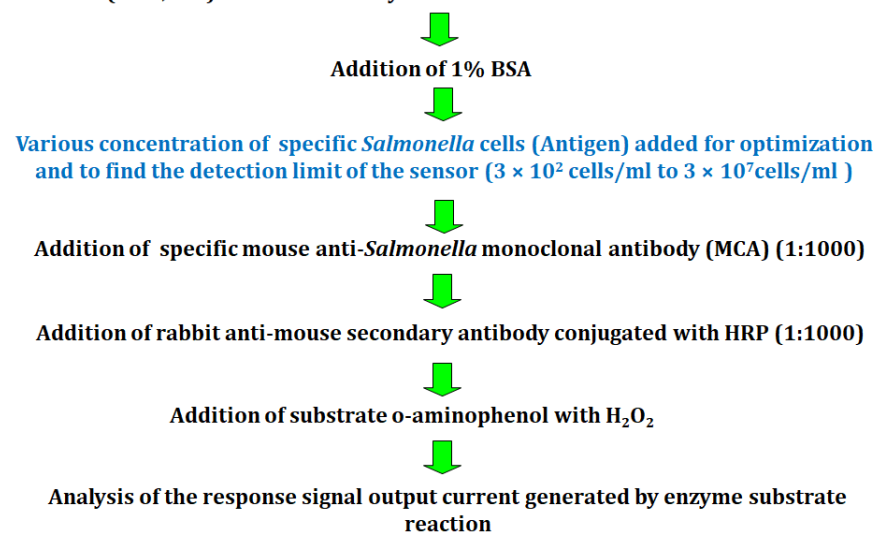 Addition of 1% BSA
Various concentration of specific Salmonella cells (Antigen) added for optimization
and to find the detection limit of the sensor (3 × 10² cells/ml to 3 × 10⁷cells/ml )
Addition of specific mouse anti-Salmonella monoclonal antibody (MCA) (1:1000)
Addition of rabbit anti-mouse secondary antibody conjugated with HRP (1:1000)
Addition of substrate o-aminophenol with H₂O₂
Analysis of the response signal output current generated by enzyme substrate
reaction